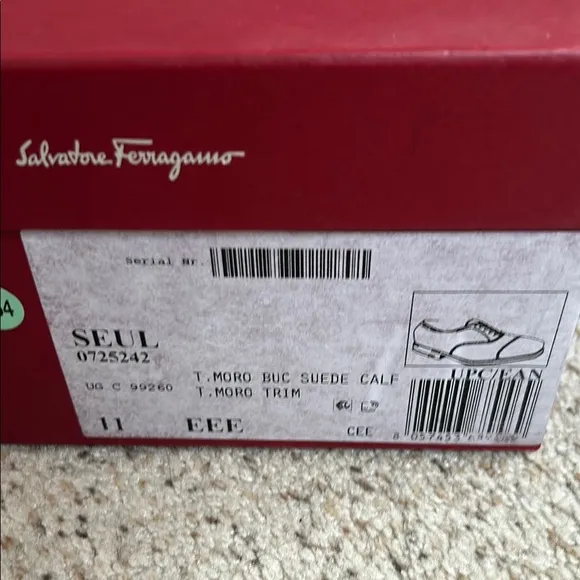 Salvatore Ferragamo
Serial Nr.
SEUL
0725242
UPC/EAN
T.MORO BUC SUEDE CALF
UG C 99260
T.MORO TRIM
11 EEE
CEE